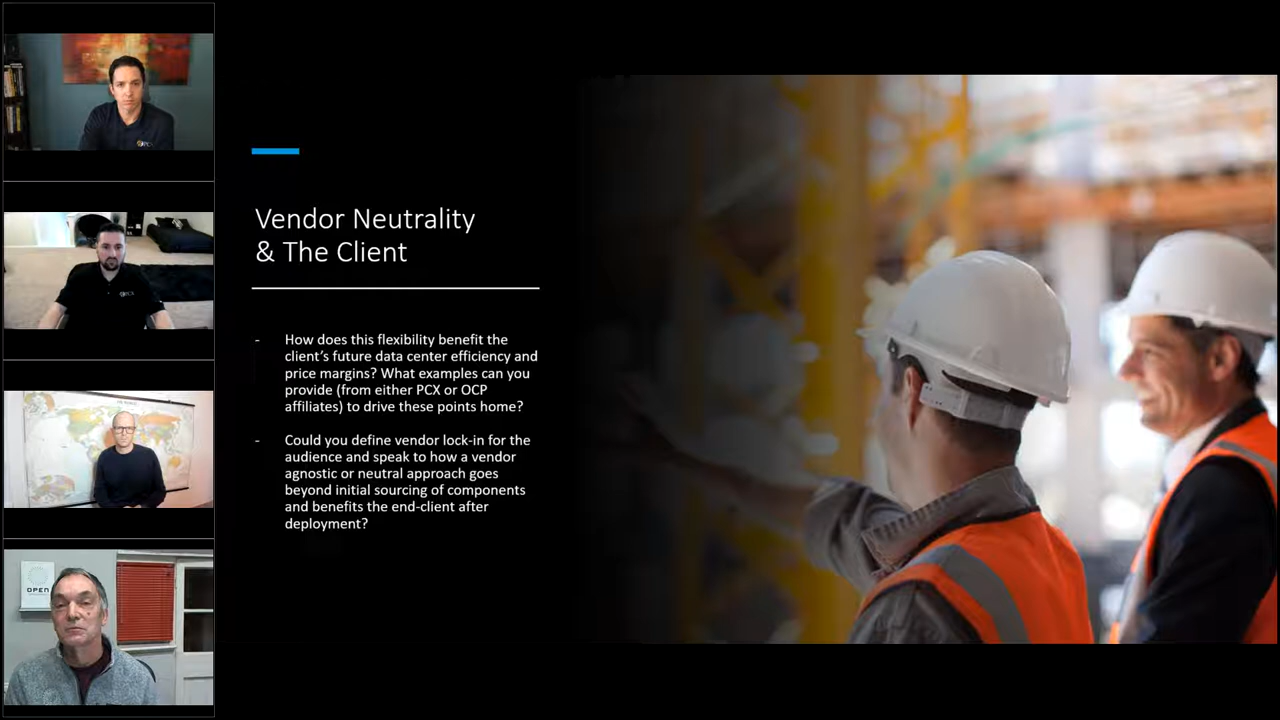 Vendor Neutrality
& The Client
- How does this flexibility benefit the
client's future data center efficiency and
price margins? What examples can you
provide (from either PCX or OCP
affiliates) to drive these points home?
- Could you define vendor lock-in for the
audience and speak to how a vendor
agnostic or neutral approach goes
beyond initial sourcing of components
and benefits the end-client after
deployment?
OPEN